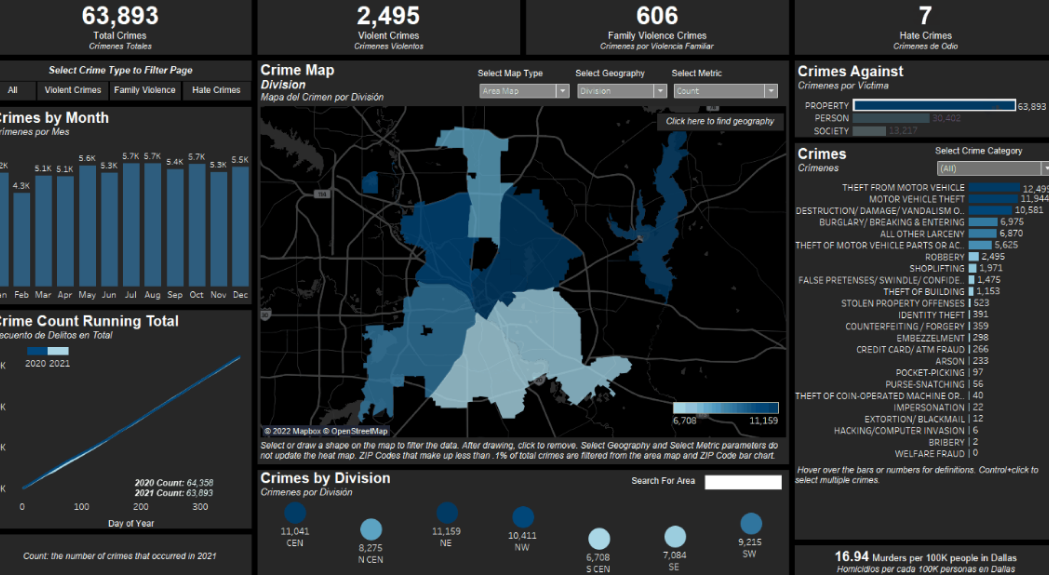 63,893
Total Crimes
Crímenes Totales
2,495
Violent Crimes
Crímenes Violentos
606
Family Violence Crimes
Crímenes por Violencia Familiar
7
Hate Crimes
Crímenes de Odio
Select Crime Type to Filter Page
All
Violent Crimes
Family Violence
Hate Crimes
Crimes by Month
rímenes por Mes
2K
4.3K
5.1K
5.1K
5.6K
5.3K
5.7K
5.7K
5.4K
5.7K
5.3K
5.5K
an
Feb
Mar
Apr
May
Jun
Jul
Aug
Sep
Oct
Nov
Dec
Crime Count Running Total
ecuento de Delitos en Total
2020 2021
K
K
K
K
2020 Count: 64,358
2021 Count: 63,893
0
100
200
300
Day of Year
Count: the number of crimes that occurred in 2021
Crime Map
Division
Mapa del Crimen por División
Select Map Type
Area Map
Select Geography
Division
Select Metric
Count
Click here to find geography
6,708
11,159
© 2022 Mapbox © OpenStreetMap
Select or draw a shape on the map to filter the data. After drawing, click to remove. Select Geography and Select Metric parameters do
not update the heat map. ZIP Codes that make up less than .1% of total crimes are filtered from the area map and ZIP Code bar chart.
Crimes by Division
Crímenes por División
Search For Area
11,041
CEN
8,275
N CEN
11,159
NE
10,411
NW
6,708
S CEN
7,084
SE
9,215
SW
Crimes Against
Crímenes por Víctima
PROPERTY 63,893
PERSON 30,402
SOCIETY 13,217
Crimes
Crímenes
Select Crime Category
(All)
THEFT FROM MOTOR VEHICLE 12,499
MOTOR VEHICLE THEFT 11,944
DESTRUCTION/ DAMAGE/ VANDALISM O.. 10,581
BURGLARY/ BREAKING & ENTERING 6,975
ALL OTHER LARCENY 6,870
THEFT OF MOTOR VEHICLE PARTS OR AC.. 5,625
ROBBERY 2,495
SHOPLIFTING 1,971
FALSE PRETENSES/ SWINDLE/ CONFIDE.. 1,475
THEFT OF BUILDING 1,153
STOLEN PROPERTY OFFENSES 523
IDENTITY THEFT 391
COUNTERFEITING / FORGERY 359
EMBEZZELMENT 298
CREDIT CARD/ ATM FRAUD 266
ARSON 233
POCKET-PICKING 97
PURSE-SNATCHING 56
THEFT OF COIN-OPERATED MACHINE OR.. 40
IMPERSONATION 22
EXTORTION/ BLACKMAIL 12
HACKING/COMPUTER INVASION 6
BRIBERY 2
WELFARE FRAUD 0
Hover over the bars or numbers for definitions. Control+click to
select multiple crimes.
16.94 Murders per 100K people in Dallas
Homicidios per cada 100K personas en Dallas